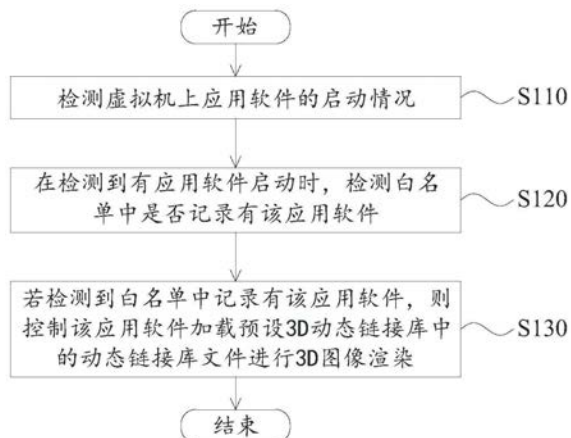 开始
检测虚拟机上应用软件的启动情况
S110
在检测到有应用软件启动时，检测白名
单中是否记录有该应用软件
S120
若检测到白名单中记录有该应用软件，则
控制该应用软件加载预设3D动态链接库中
的动态链接库文件进行3D图像渲染
S130
结束